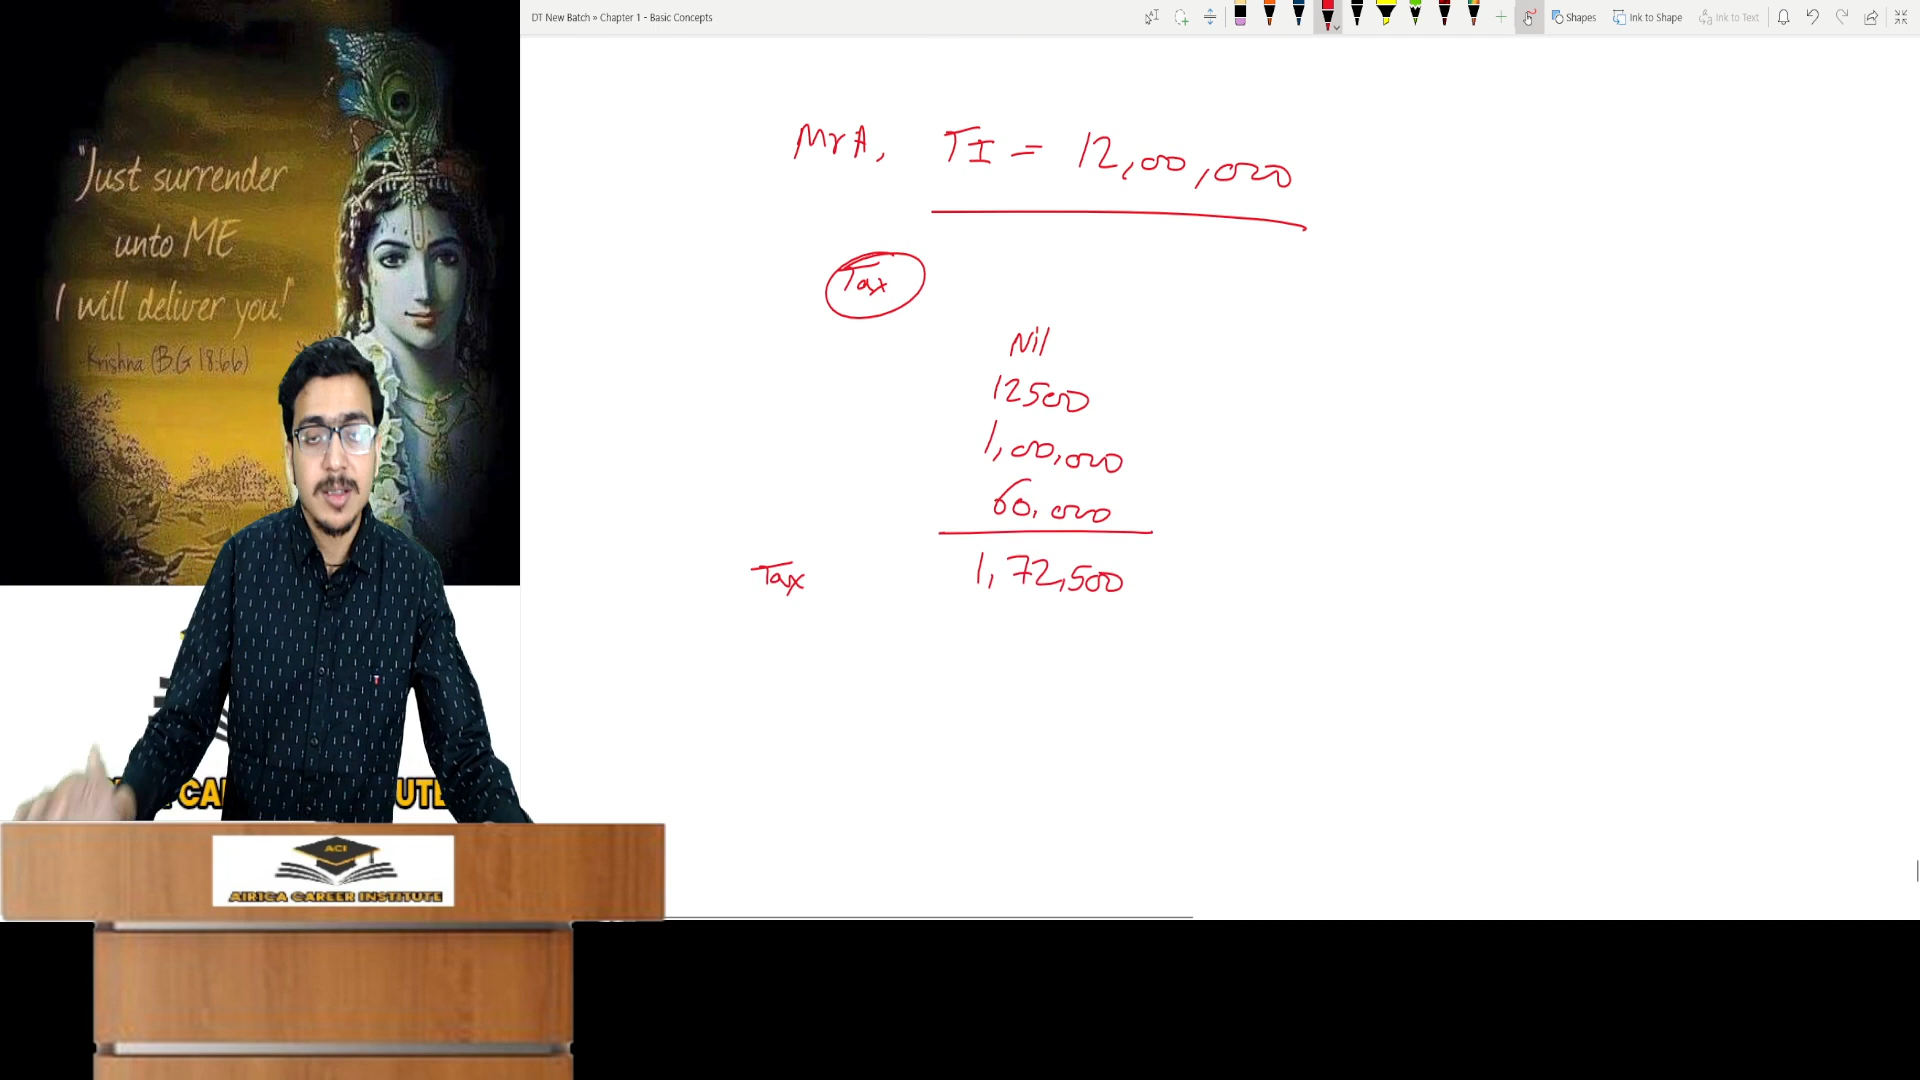 DT New Batch » Chapter 1 - Basic Concepts
Shapes
Ink to Shape
Ink to Text
"Just surrender
unto ME
I will deliver you!"
-Krishna (B.G 18:66)
Mr A, TI = 12,00,000
Tax
Nil
12500
1,00,000
60,000
Tax 1,72,500
CA
UTE
ACI
AIRICA CAREER INSTITUTE